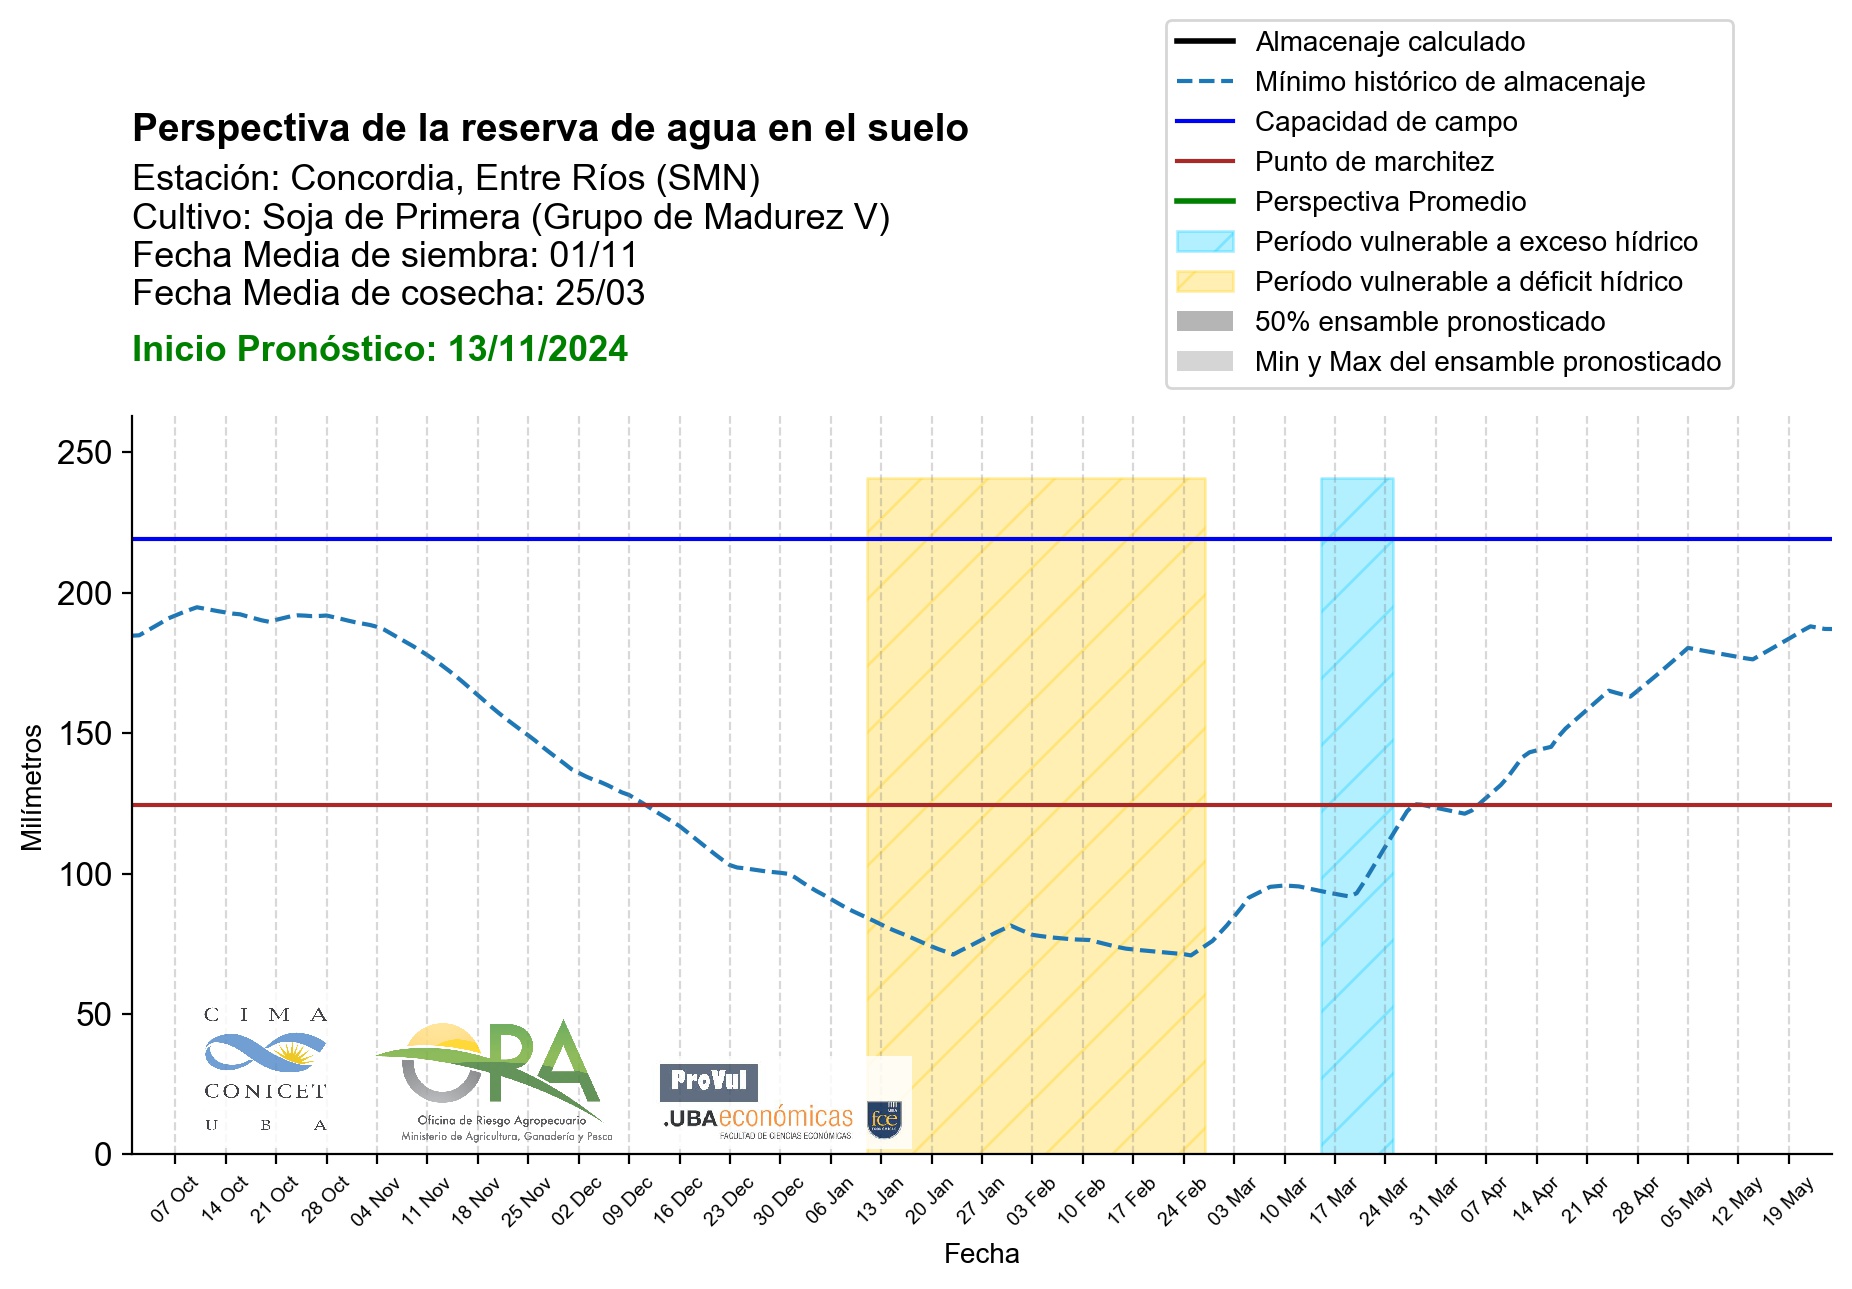 Almacenaje calculado
Mínimo histórico de almacenaje
Capacidad de campo
Punto de marchitez
Perspectiva Promedio
Período vulnerable a exceso hídrico
Período vulnerable a déficit hídrico
50% ensamble pronosticado
Min y Max del ensamble pronosticado
Perspectiva de la reserva de agua en el suelo
Estación: Concordia, Entre Ríos (SMN)
Cultivo: Soja de Primera (Grupo de Madurez V)
Fecha Media de siembra: 01/11
Fecha Media de cosecha: 25/03
Inicio Pronóstico: 13/11/2024
250
200
150
100
50
0
Milímetros
CIMA
CONICET
UBA
ORA
Oficina de Riesgo Agropecuario
Ministerio de Agricultura, Ganadería y Pesca
ProVul
.UBAeconómicas
FACULTAD DE CIENCIAS ECONÓMICAS
UBA
fce
07 Oct
14 Oct
21 Oct
28 Oct
04 Nov
11 Nov
18 Nov
25 Nov
02 Dec
09 Dec
16 Dec
23 Dec
30 Dec
06 Jan
13 Jan
20 Jan
27 Jan
03 Feb
10 Feb
17 Feb
24 Feb
03 Mar
10 Mar
17 Mar
24 Mar
31 Mar
07 Apr
14 Apr
21 Apr
28 Apr
05 May
12 May
19 May
Fecha